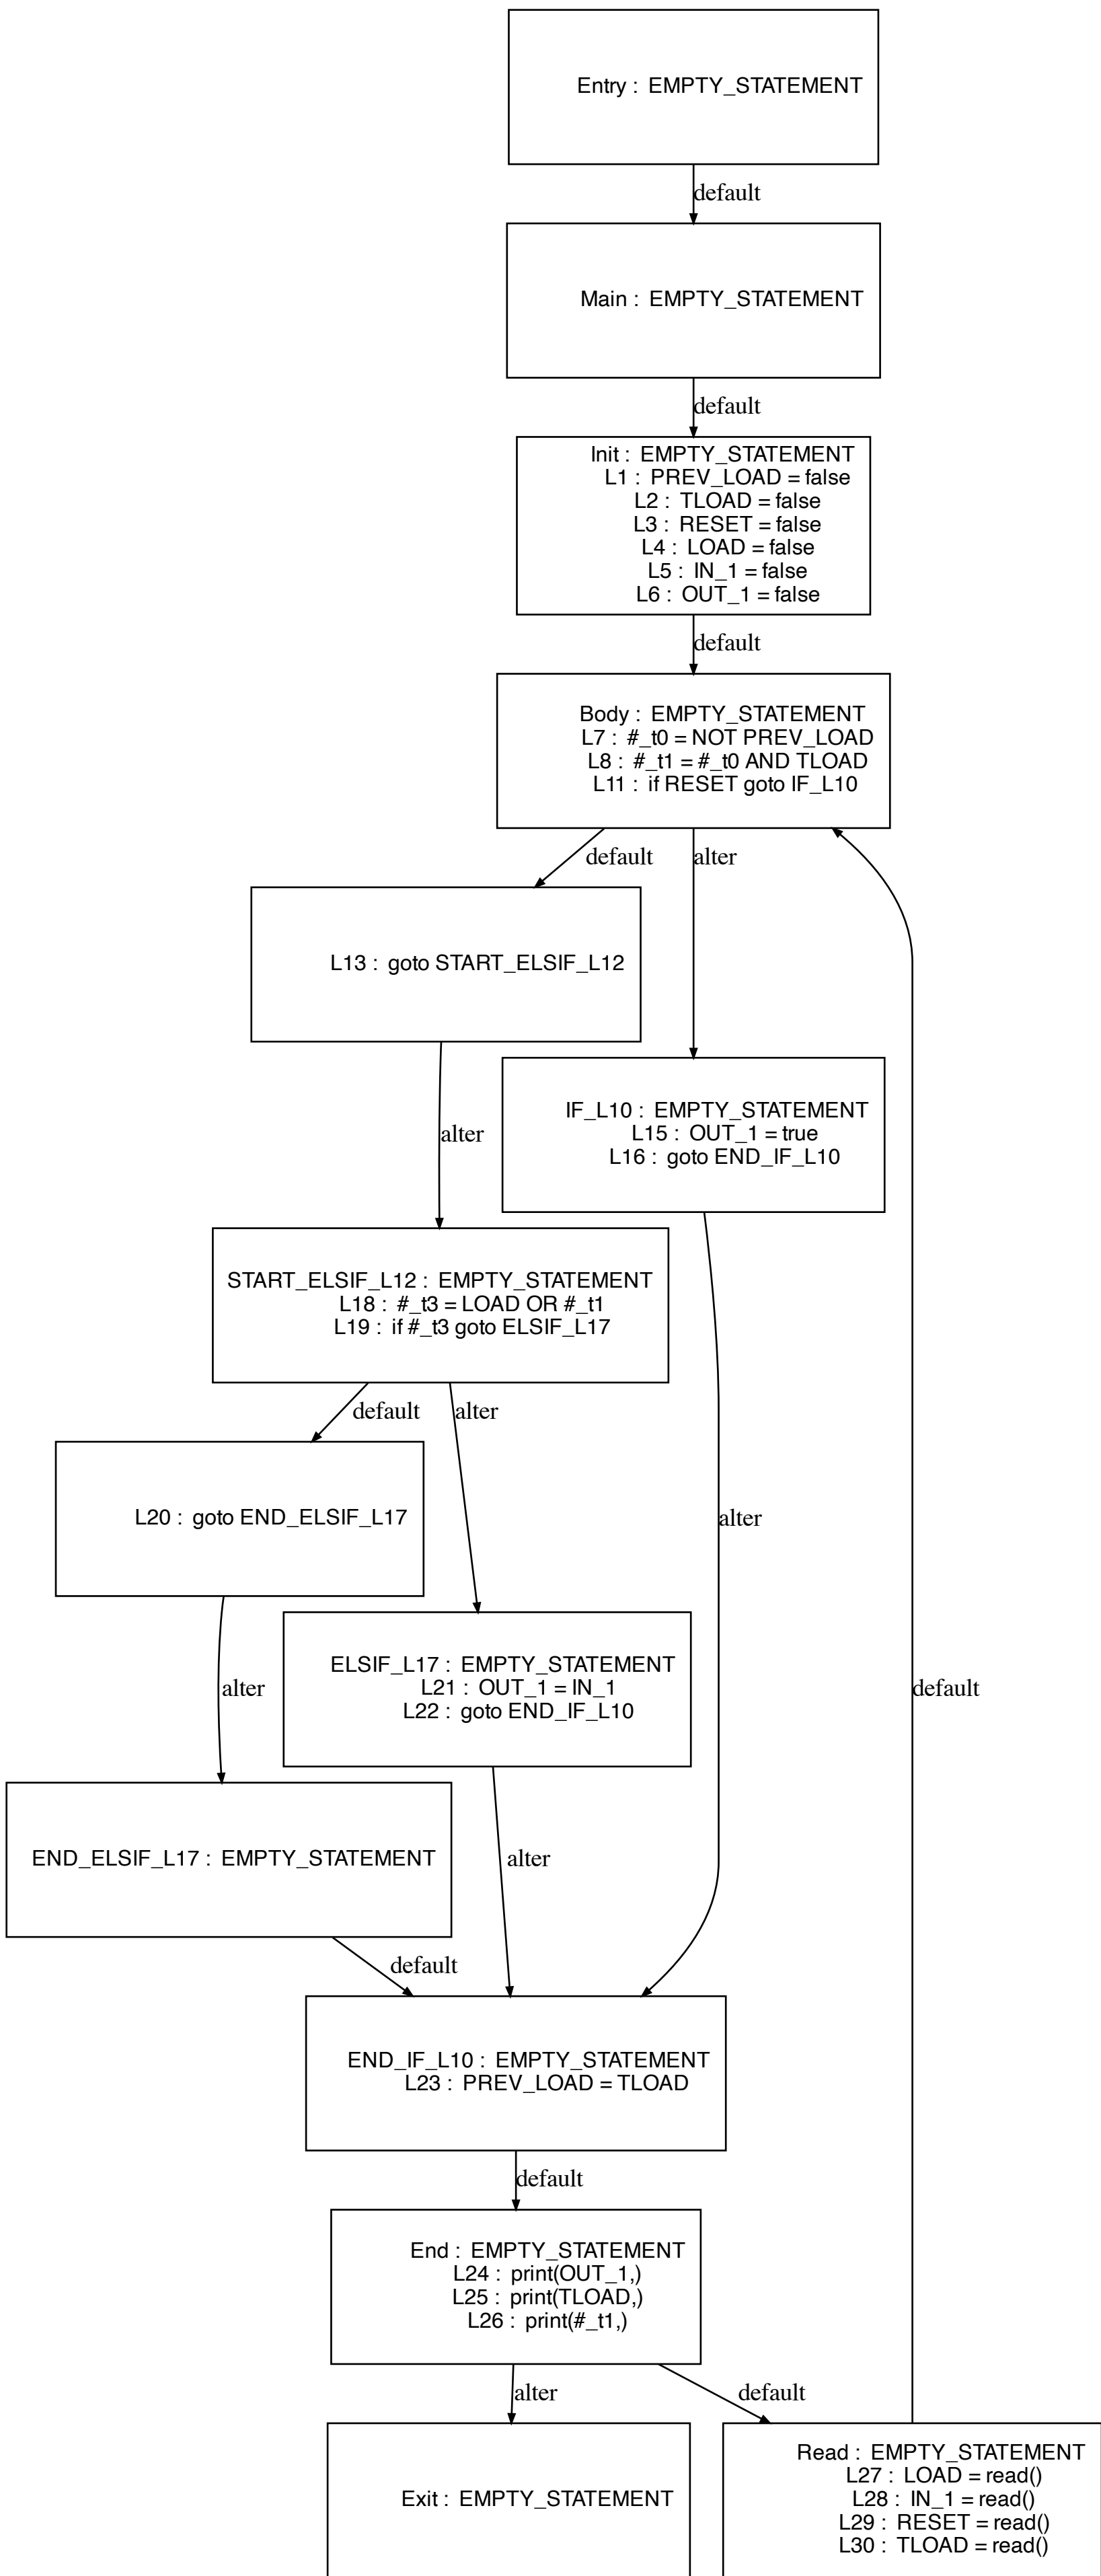 Entry : EMPTY_STATEMENT
default
Main : EMPTY_STATEMENT
default
Init : EMPTY_STATEMENT
L1 : PREV_LOAD = false
L2 : TLOAD = false
L3 : RESET = false
L4 : LOAD = false
L5 : IN_1 = false
L6 : OUT_1 = false
default
Body : EMPTY_STATEMENT
L7 : #_t0 = NOT PREV_LOAD
L8 : #_t1 = #_t0 AND TLOAD
L11 : if RESET goto IF_L10
default
alter
L13 : goto START_ELSIF_L12
alter
IF_L10 : EMPTY_STATEMENT
L15 : OUT_1 = true
L16 : goto END_IF_L10
START_ELSIF_L12 : EMPTY_STATEMENT
L18 : #_t3 = LOAD OR #_t1
L19 : if #_t3 goto ELSIF_L17
default
alter
L20 : goto END_ELSIF_L17
alter
alter
ELSIF_L17 : EMPTY_STATEMENT
L21 : OUT_1 = IN_1
L22 : goto END_IF_L10
default
END_ELSIF_L17 : EMPTY_STATEMENT
alter
default
END_IF_L10 : EMPTY_STATEMENT
L23 : PREV_LOAD = TLOAD
default
End : EMPTY_STATEMENT
L24 : print(OUT_1,)
L25 : print(TLOAD,)
L26 : print(#_t1,)
alter
default
Exit : EMPTY_STATEMENT
Read : EMPTY_STATEMENT
L27 : LOAD = read()
L28 : IN_1 = read()
L29 : RESET = read()
L30 : TLOAD = read()